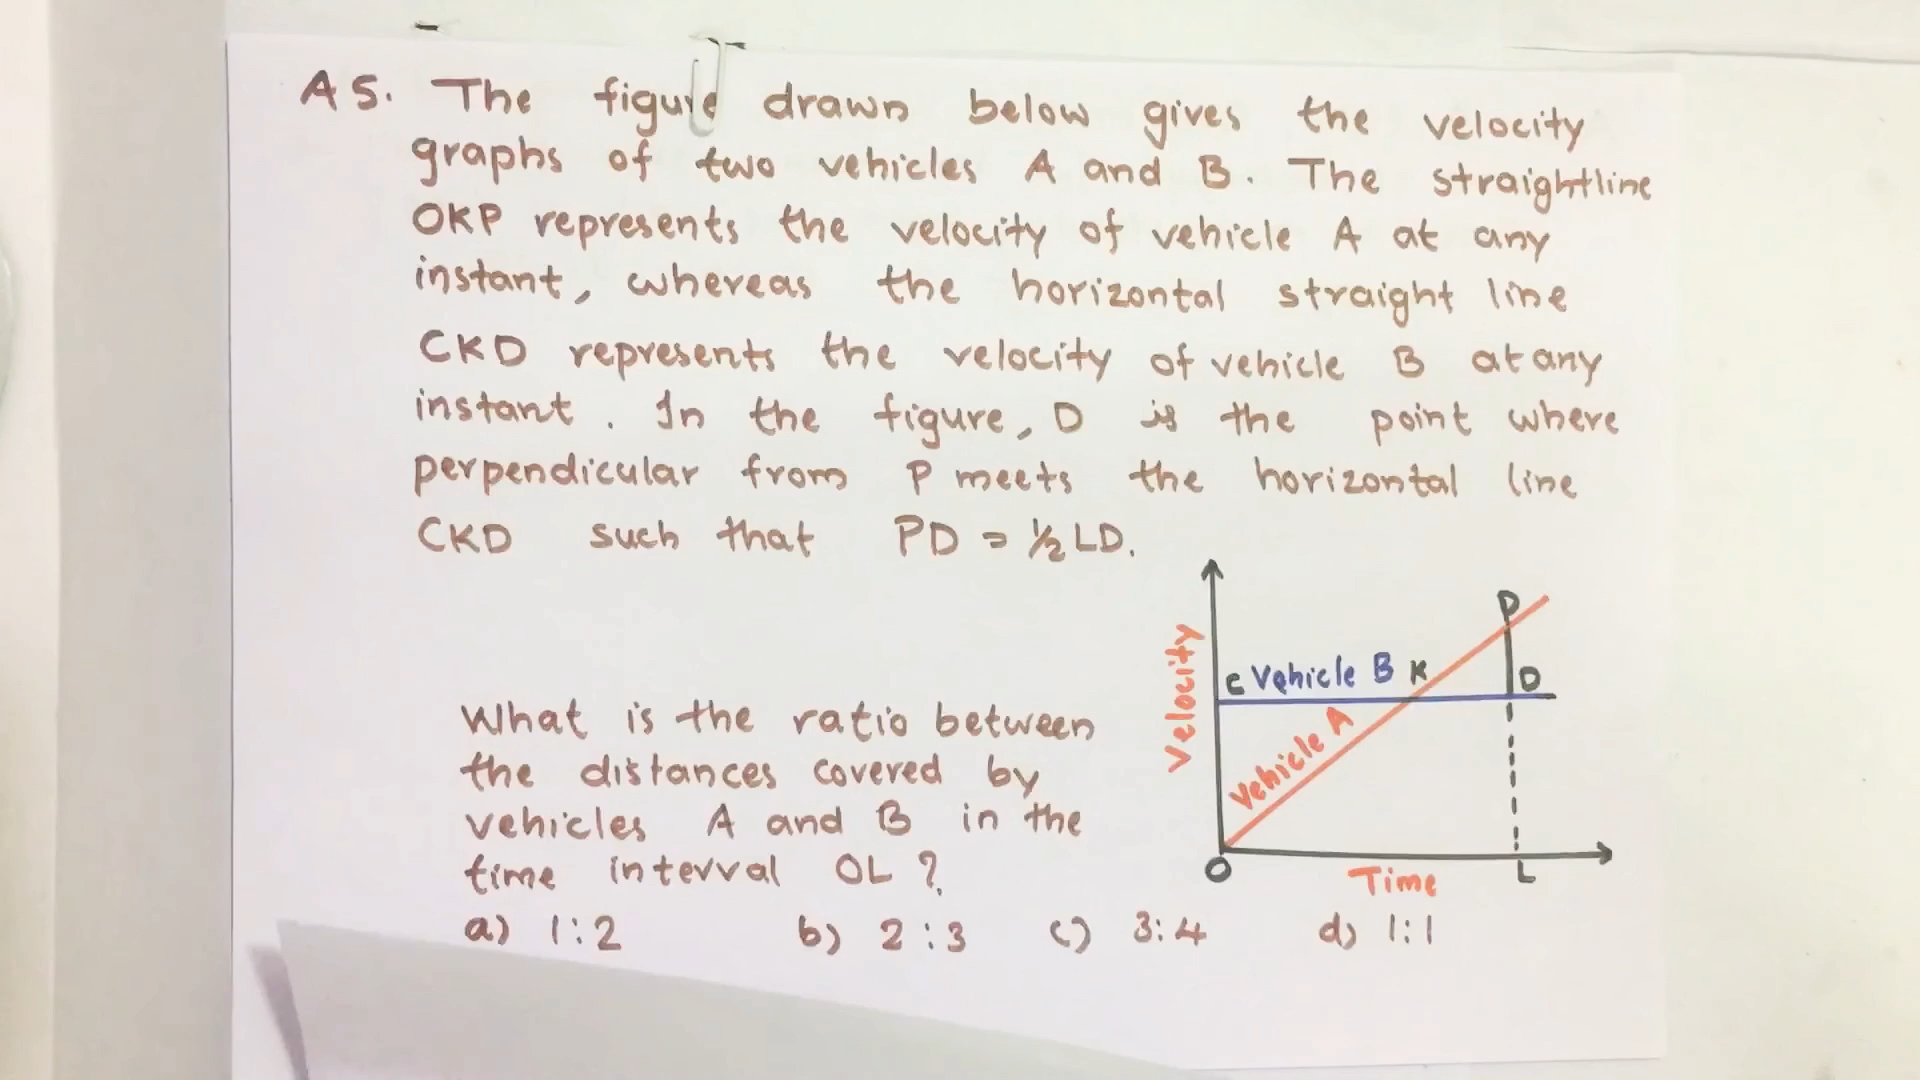 A5. The figure drawn below gives the velocity
graphs of two vehicles A and B. The straightline
OKP represents the velocity of vehicle A at any
instant, whereas the horizontal straight line
CKD represents the velocity of vehicle B at any
instant. In the figure, D is the point where
perpendicular from P meets the horizontal line
CKD such that PD = 1/2 LD.
P
Velocity
C Vehicle B K D
Vehicle A
O Time L
What is the ratio between
the distances covered by
vehicles A and B in the
time interval OL?
a) 1:2 b) 2:3 c) 3:4 d) 1:1